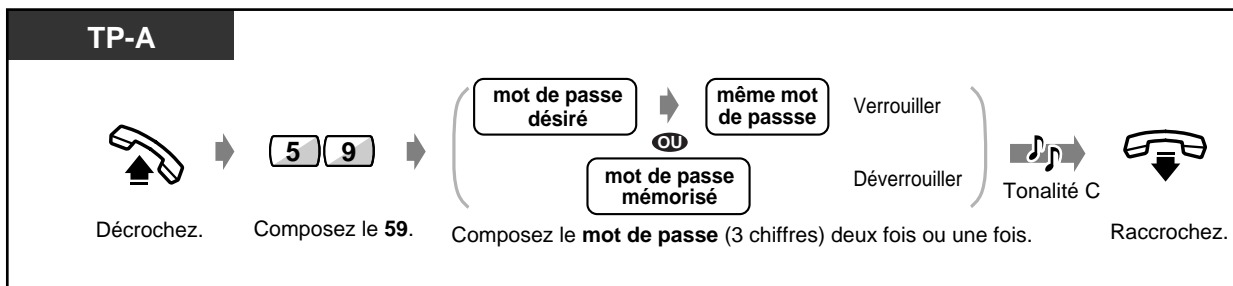 TP-A
mot de passe
désiré
même mot
de passse
Verrouiller
OU
mot de passe
mémorisé
Déverrouiller
5 9
Tonalité C
Décrochez.
Composez le 59.
Composez le mot de passe (3 chiffres) deux fois ou une fois.
Raccrochez.